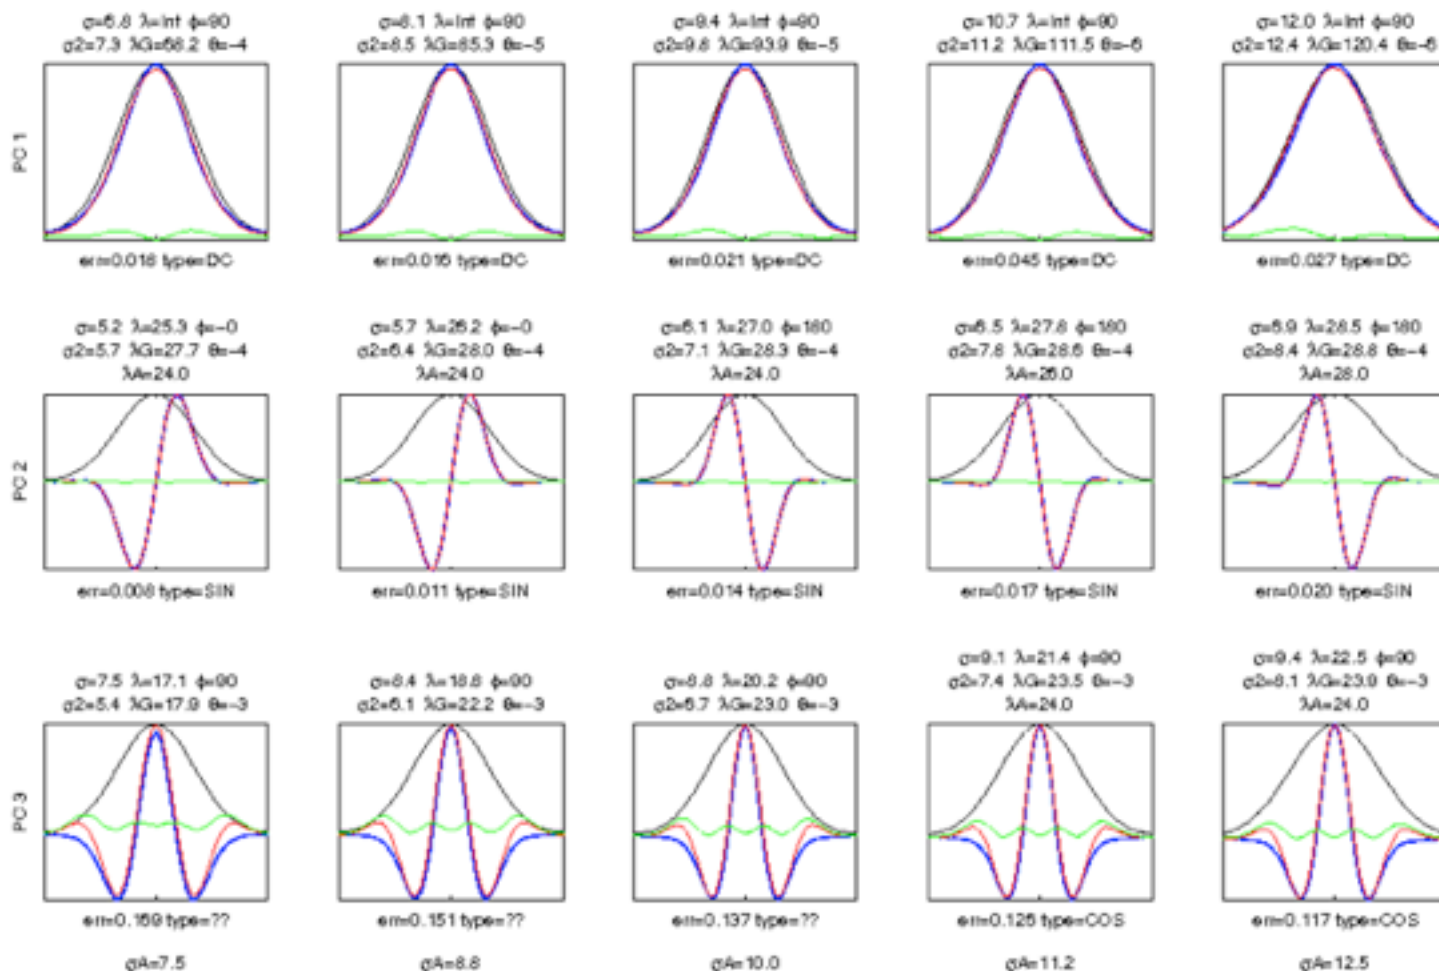 σ=6.8 λ=Inf φ=90 σ=8.1 λ=Inf φ=90 σ=9.4 λ=Inf φ=90 σ=10.7 λ=Inf φ=90 σ=12.0 λ=Inf φ=90
σ2=7.3 λG=68.2 θ=-4 σ2=8.5 λG=85.3 θ=-5 σ2=9.8 λG=93.9 θ=-5 σ2=11.2 λG=111.5 θ=-6 σ2=12.4 λG=120.4 θ=-6
PC 1
err=0.018 type=DC err=0.016 type=DC err=0.021 type=DC err=0.045 type=DC err=0.027 type=DC
σ=5.2 λ=25.3 φ=-0 σ=5.7 λ=26.2 φ=-0 σ=6.1 λ=27.0 φ=180 σ=6.5 λ=27.8 φ=180 σ=6.9 λ=28.5 φ=180
σ2=5.7 λG=27.7 θ=-4 σ2=6.4 λG=28.0 θ=-4 σ2=7.1 λG=28.3 θ=-4 σ2=7.8 λG=28.6 θ=-4 σ2=8.4 λG=28.8 θ=-4
λA=24.0 λA=24.0 λA=24.0 λA=26.0 λA=28.0
PC 2
err=0.008 type=SIN err=0.011 type=SIN err=0.014 type=SIN err=0.017 type=SIN err=0.020 type=SIN
σ=7.5 λ=17.1 φ=90 σ=8.4 λ=18.8 φ=90 σ=8.8 λ=20.2 φ=90 σ=9.1 λ=21.4 φ=90 σ=9.4 λ=22.5 φ=90
σ2=5.4 λG=17.9 θ=-3 σ2=6.1 λG=22.2 θ=-3 σ2=6.7 λG=23.0 θ=-3 σ2=7.4 λG=23.5 θ=-3 σ2=8.1 λG=23.9 θ=-3
λA=24.0 λA=24.0
PC 3
err=0.169 type=?? err=0.151 type=?? err=0.137 type=?? err=0.126 type=COS err=0.117 type=COS
σA=7.5 σA=8.8 σA=10.0 σA=11.2 σA=12.5